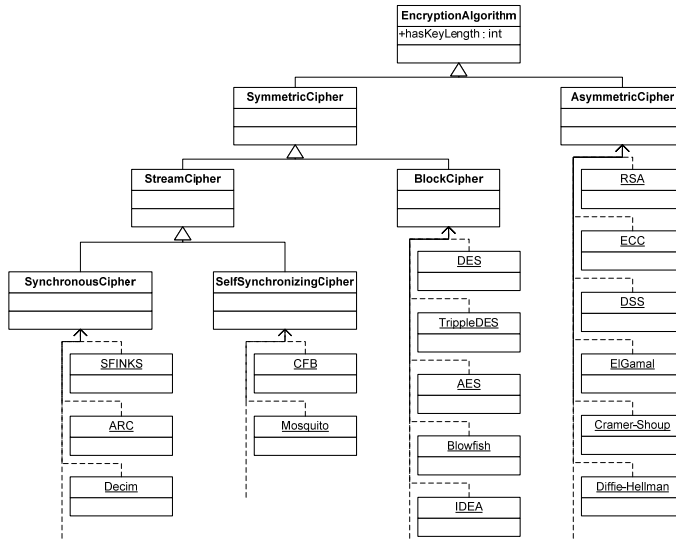 EncryptionAlgorithm
+hasKeyLength : int
SymmetricCipher
AsymmetricCipher
StreamCipher
BlockCipher
RSA
ECC
DES
SynchronousCipher
SelfSynchronizingCipher
DSS
TrippleDES
SFINKS
CFB
ElGamal
AES
ARC
Mosquito
Cramer-Shoup
Blowfish
Decim
Diffie-Hellman
IDEA